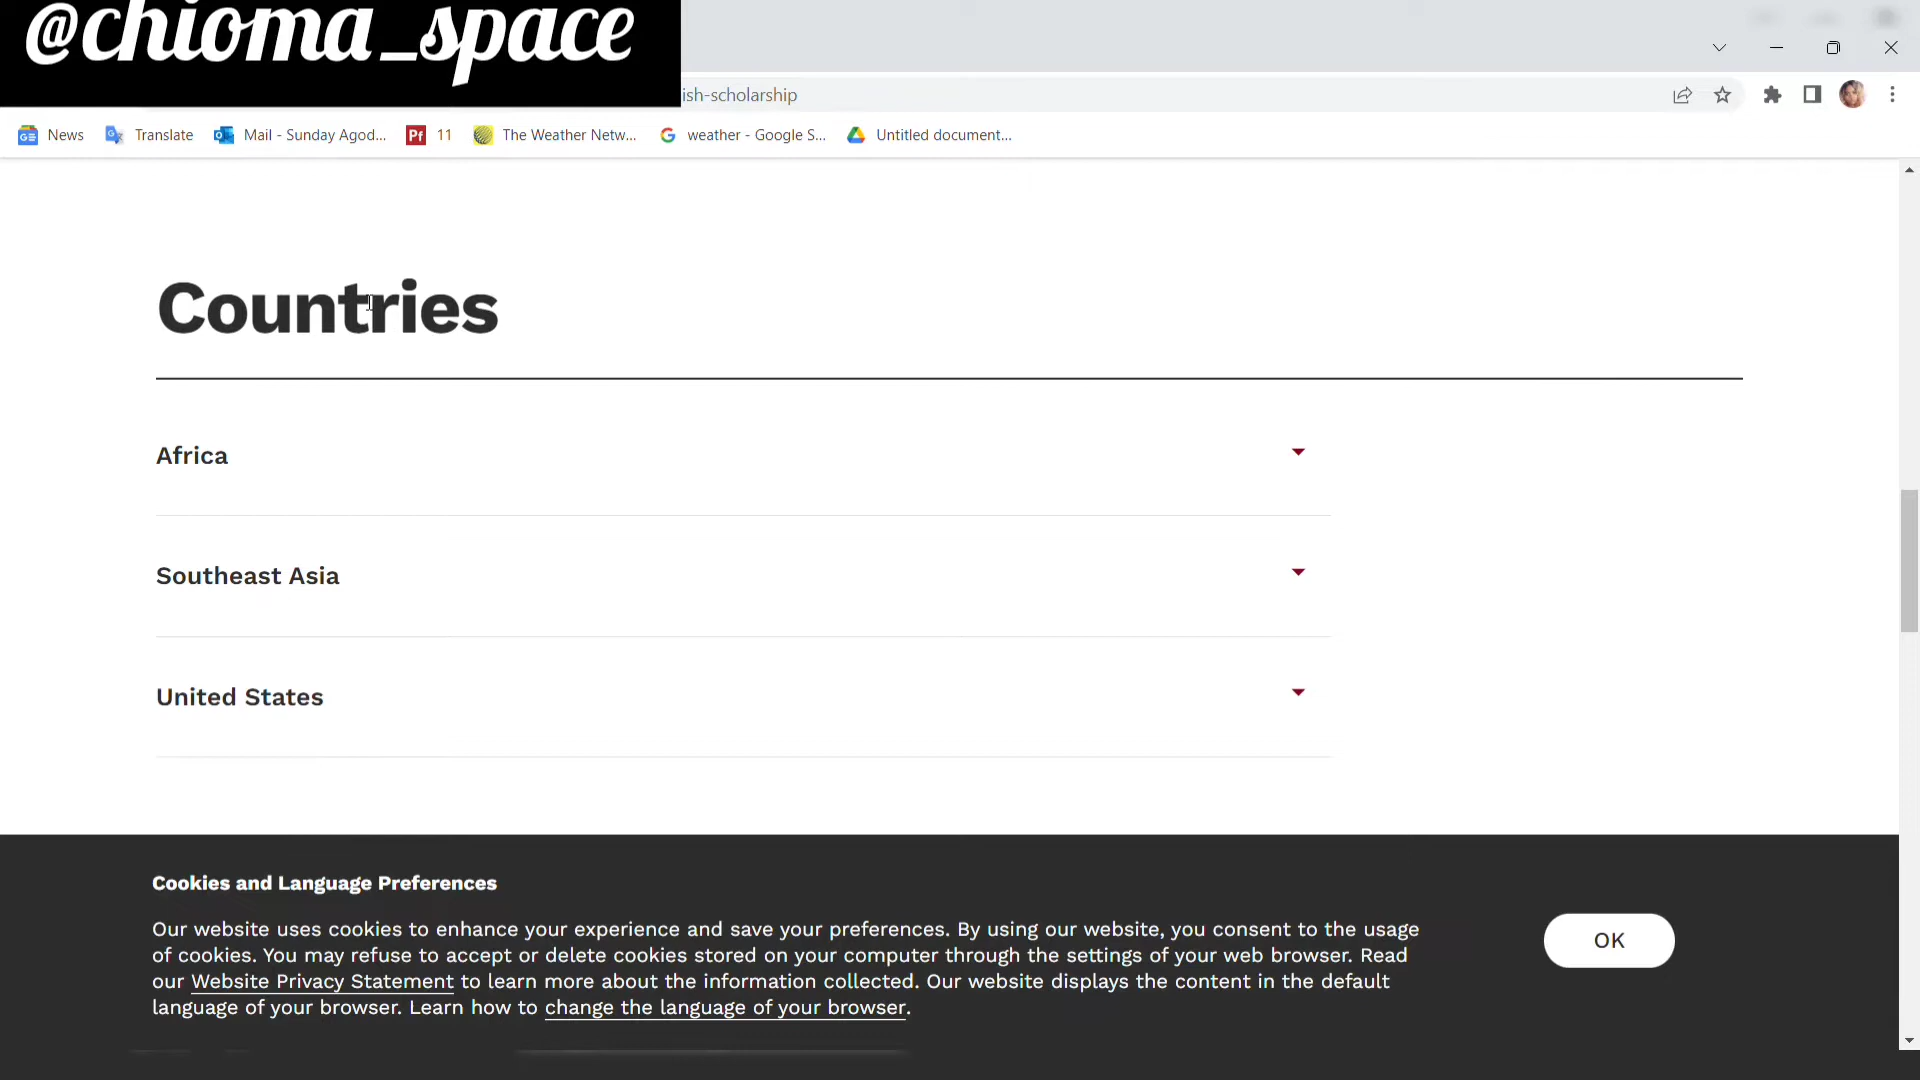 @chioma_space
ish-scholarship
News Translate Mail - Sunday Agod... 11 The Weather Netw... weather - Google S... Untitled document...
Countries
Africa
Southeast Asia
United States
Cookies and Language Preferences
Our website uses cookies to enhance your experience and save your preferences. By using our website, you consent to the usage
of cookies. You may refuse to accept or delete cookies stored on your computer through the settings of your web browser. Read
our Website Privacy Statement to learn more about the information collected. Our website displays the content in the default
language of your browser. Learn how to change the language of your browser.
OK